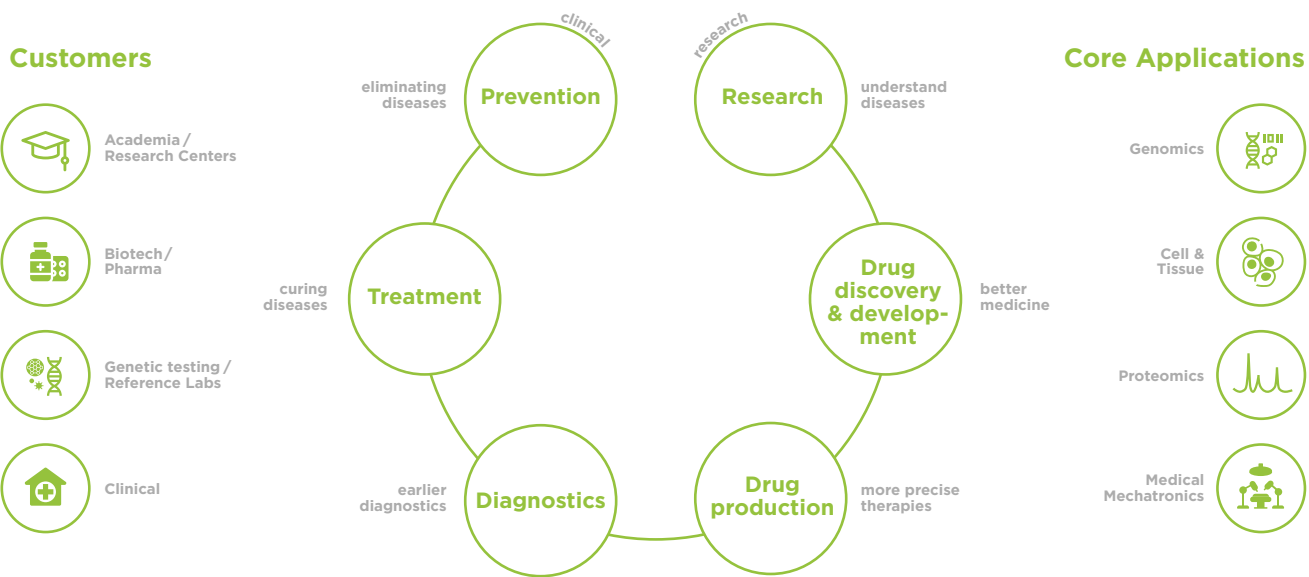 Customers
Academia /
Research Centers
Biotech /
Pharma
Genetic testing /
Reference Labs
Clinical
clinical
eliminating
diseases
Prevention
curing
diseases
Treatment
earlier
diagnostics
Diagnostics
research
Research
understand
diseases
Drug
discovery
& develop-
ment
better
medicine
Drug
production
more precise
therapies
Core Applications
Genomics
Cell &
Tissue
Proteomics
Medical
Mechatronics